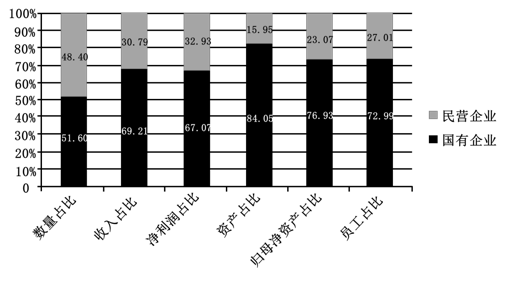 100%
90%
80%
70%
60%
50%
40%
30%
20%
10%
0
48.40
30.79
32.93
15.95
23.07
27.01
51.60
69.21
67.07
84.05
76.93
72.99
数量占比
收入占比
净利润占比
资产占比
归母净资产占比
员工占比
民营企业
国有企业